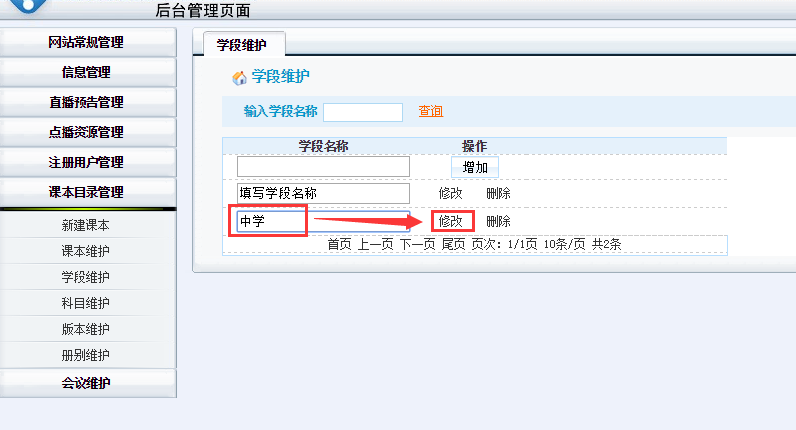 后台管理页面
网站常规管理
信息管理
直播预告管理
点播资源管理
注册用户管理
课本目录管理
新建课本
课本维护
学段维护
科目维护
版本维护
册别维护
会议维护
学段维护
学段维护
输入学段名称 查询
学段名称 操作
增加
填写学段名称 修改 删除
中学 修改 删除
首页 上一页 下一页 尾页 页次：1/1页 10条/页 共2条